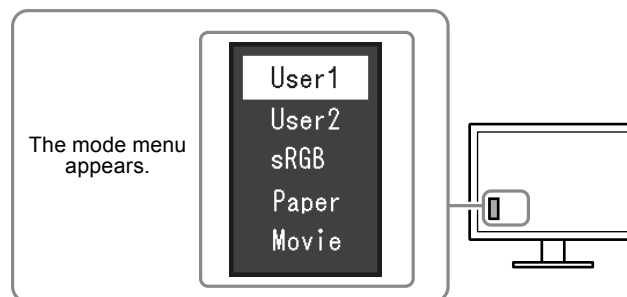 The mode menu
appears.
User1
User2
sRGB
Paper
Movie